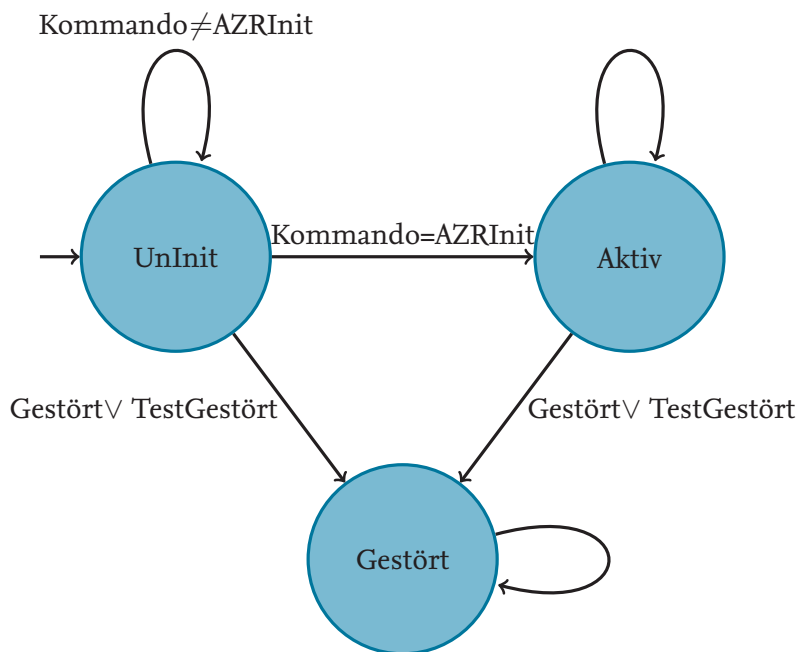 Kommando≠AZRInit
Kommando=AZRInit
UnInit
Aktiv
Gestört∨ TestGestört
Gestört∨ TestGestört
Gestört